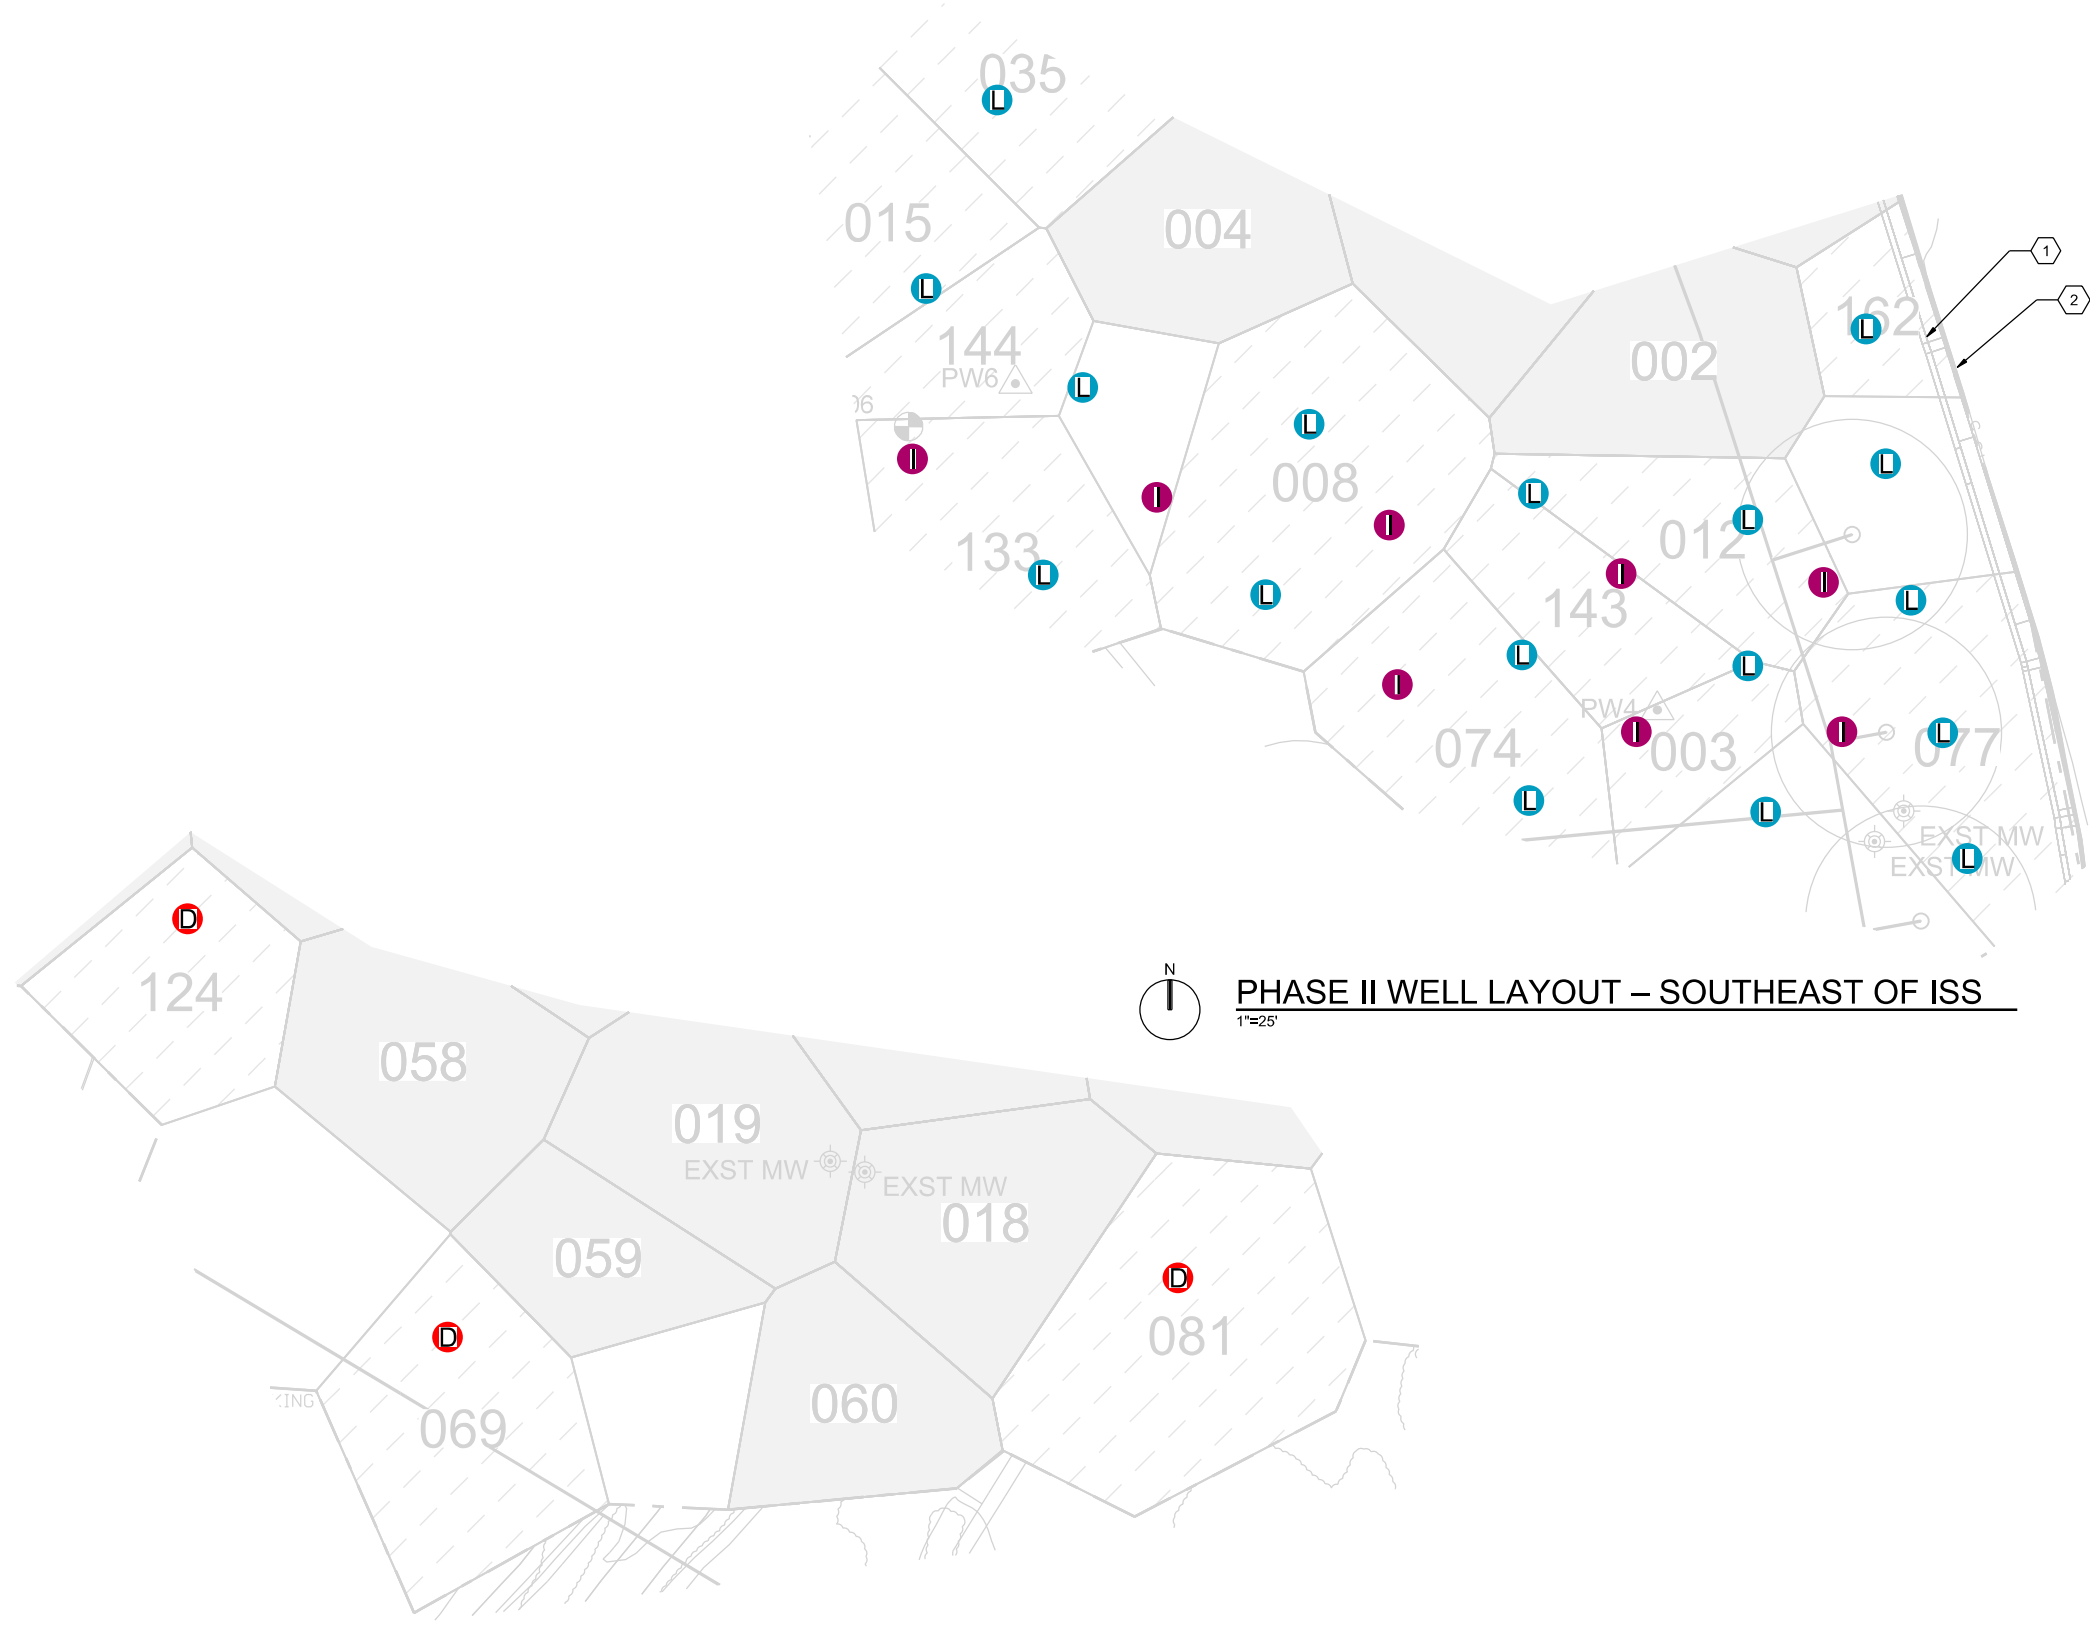 035
L
015
004
L
144
PW6
L
002
162
L
1
2
06
I
133
L
I
L
008
I
L
L
012
L
L
I
I
143
L
L
L
I
074
L
PW4
I
003
L
I
077
L
EXST MW
EXST MW
L
N
PHASE II WELL LAYOUT – SOUTHEAST OF ISS
1"=25'
D
124
058
019
EXST MW
EXST MW
018
059
D
081
D
069
060